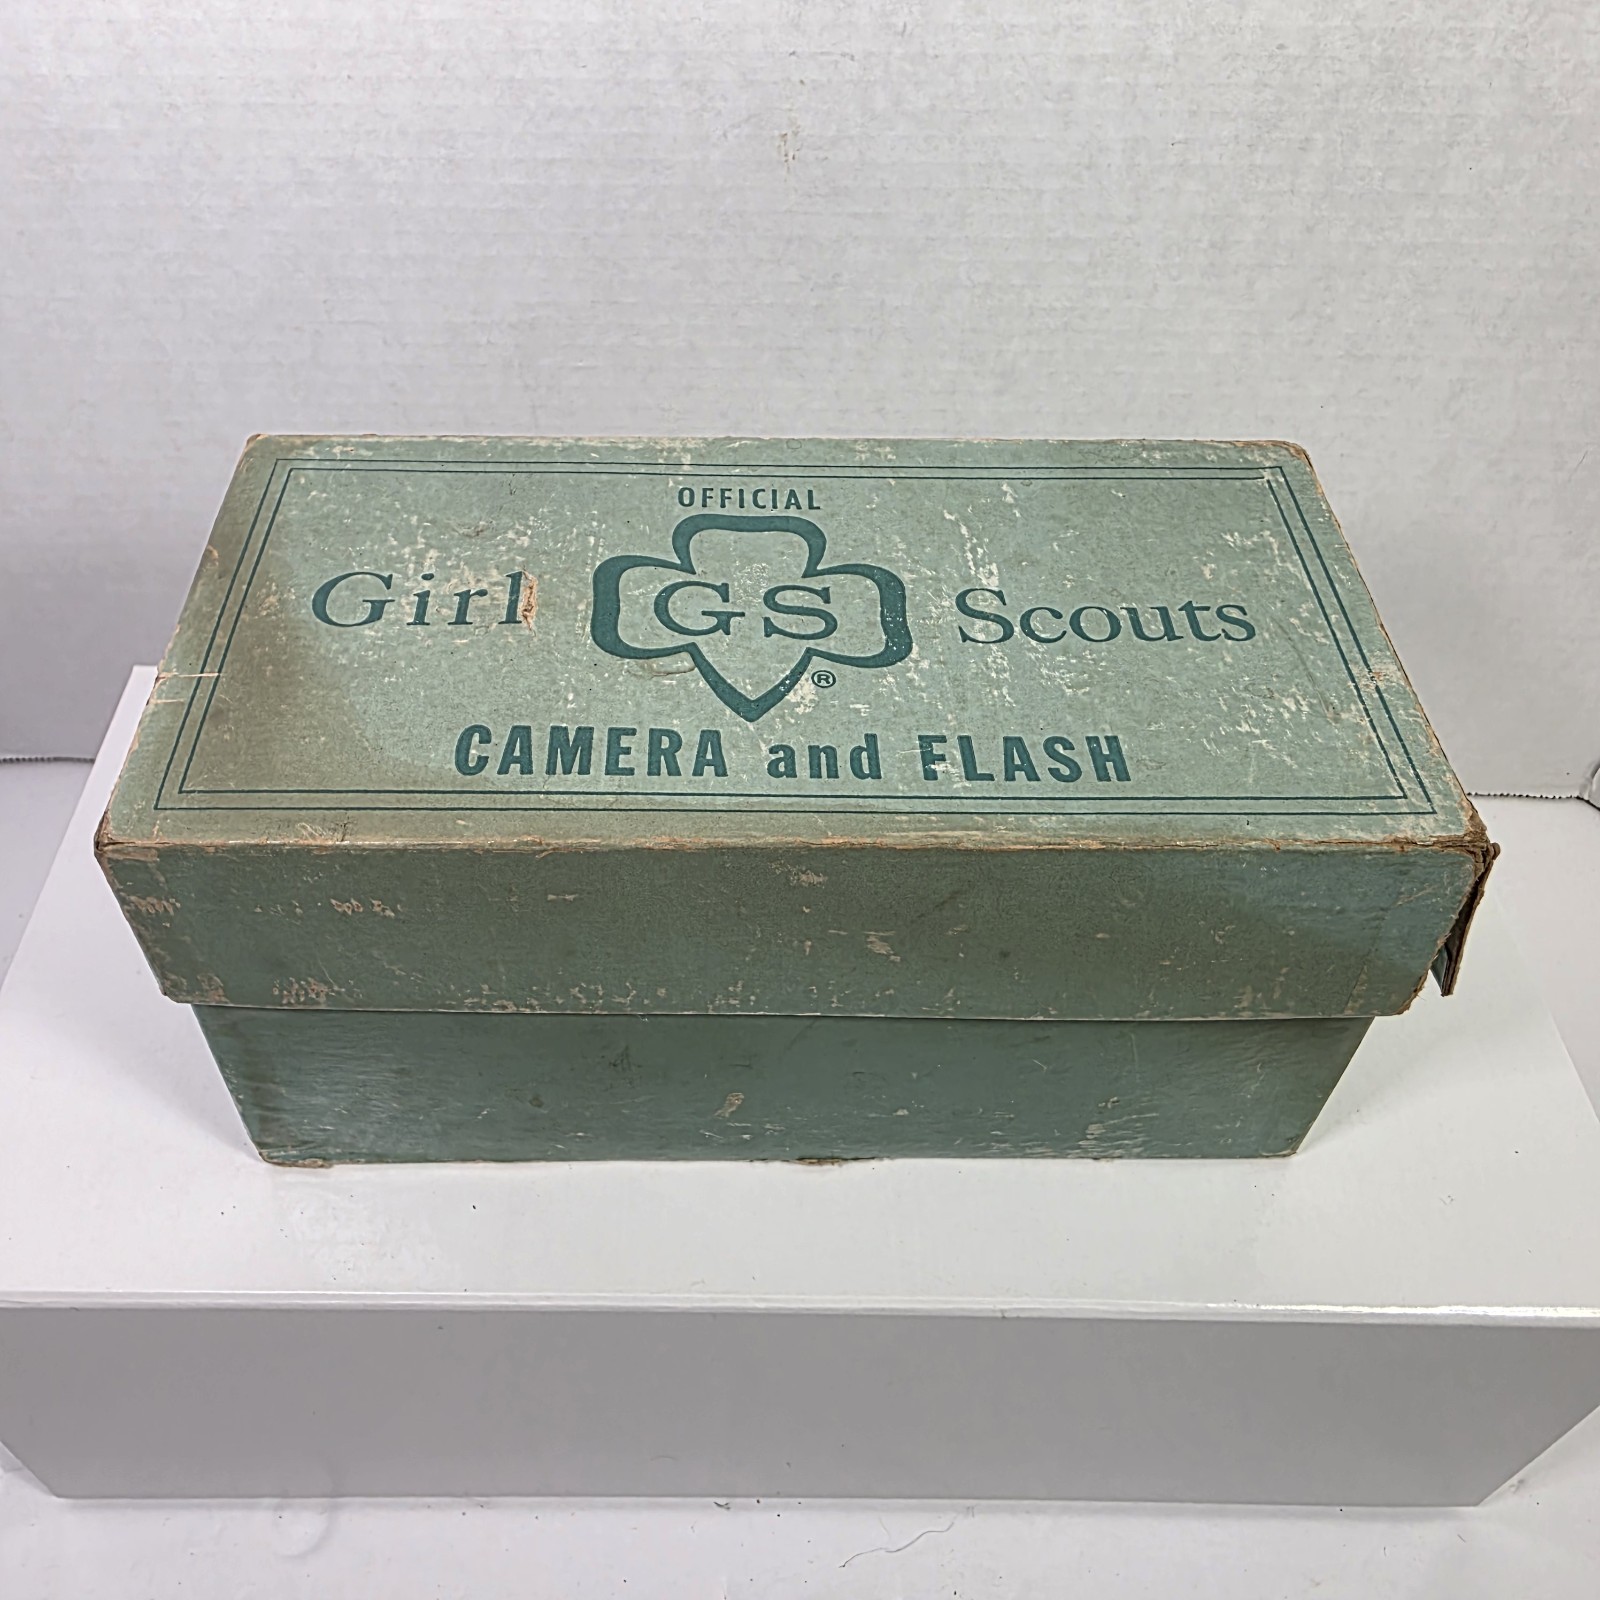 OFFICIAL
Girl GS Scouts
®
CAMERA and FLASH